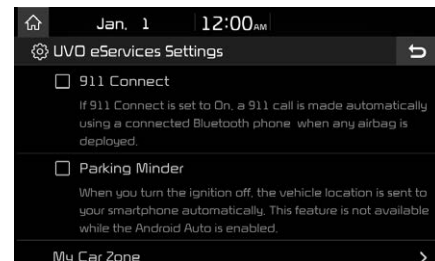 Jan. 1 12:00AM
UVO eServices Settings
911 Connect
If 911 Connect is set to On, a 911 call is made automatically
using a connected Bluetooth phone when any airbag is
deployed.
Parking Minder
When you turn the ignition off, the vehicle location is sent to
your smartphone automatically. This feature is not available
while the Android Auto is enabled.
My Car Zone